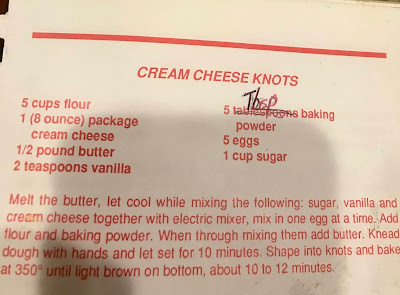 CREAM CHEESE KNOTS
5 cups flour
1 (8 ounce) package
cream cheese
1/2 pound butter
2 teaspoons vanilla
Tbsp
5 tablespoons baking
powder
5 eggs
1 cup sugar
Melt the butter, let cool while mixing the following: sugar, vanilla and
cream cheese together with electric mixer, mix in one egg at a time. Add
flour and baking powder. When through mixing them add butter. Knead
dough with hands and let set for 10 minutes. Shape into knots and bake
at 350° until light brown on bottom, about 10 to 12 minutes.